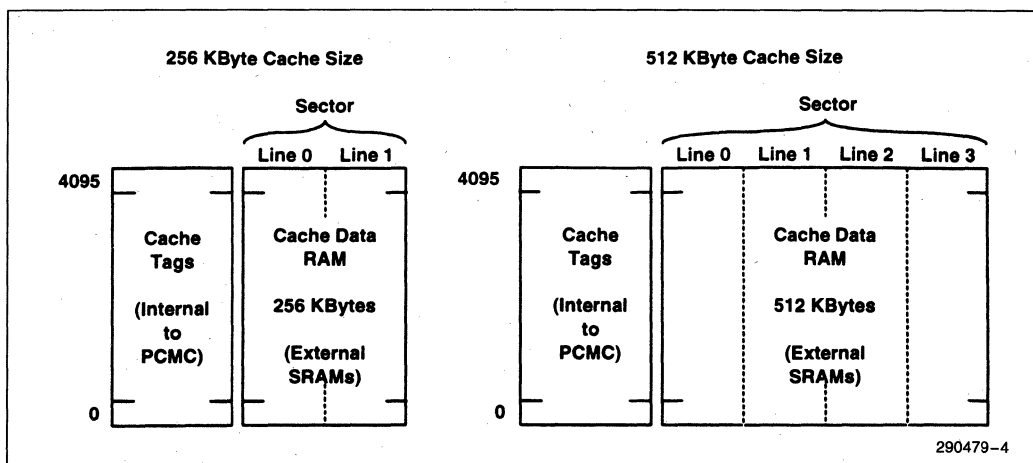 256 KByte Cache Size
Sector
Line 0 Line 1
4095
Cache
Tags
(Internal
to
PCMC)
0
Cache Data
RAM
256 KBytes
(External
SRAMs)
512 KByte Cache Size
Sector
Line 0 Line 1 Line 2 Line 3
4095
Cache
Tags
(Internal
to
PCMC)
0
Cache Data
RAM
512 KBytes
(External
SRAMs)
290479–4